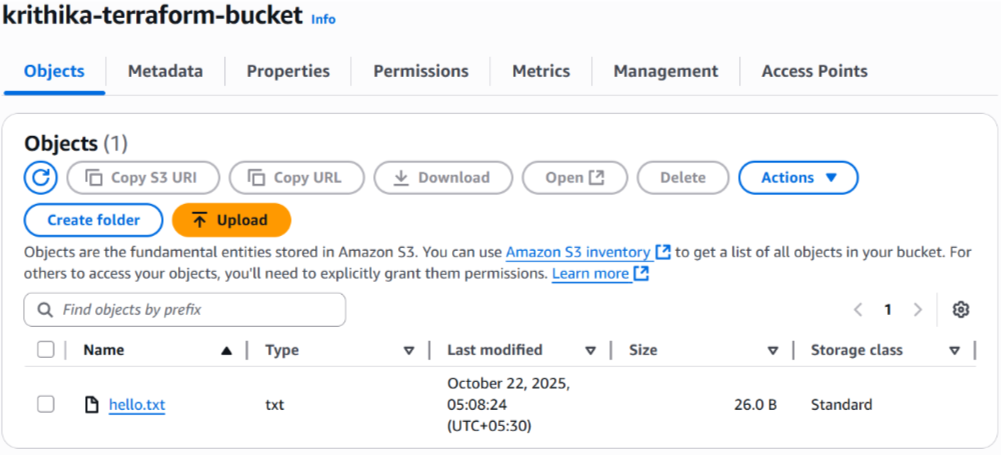 krithika-terraform-bucket Info
Objects Metadata Properties Permissions Metrics Management Access Points
Objects (1)
Copy S3 URI Copy URL Download Open Delete Actions
Create folder Upload
Objects are the fundamental entities stored in Amazon S3. You can use Amazon S3 inventory to get a list of all objects in your bucket. For
others to access your objects, you'll need to explicitly grant them permissions. Learn more
Find objects by prefix 1
Name Type Last modified Size Storage class
hello.txt txt October 22, 2025, 26.0 B Standard
05:08:24
(UTC+05:30)